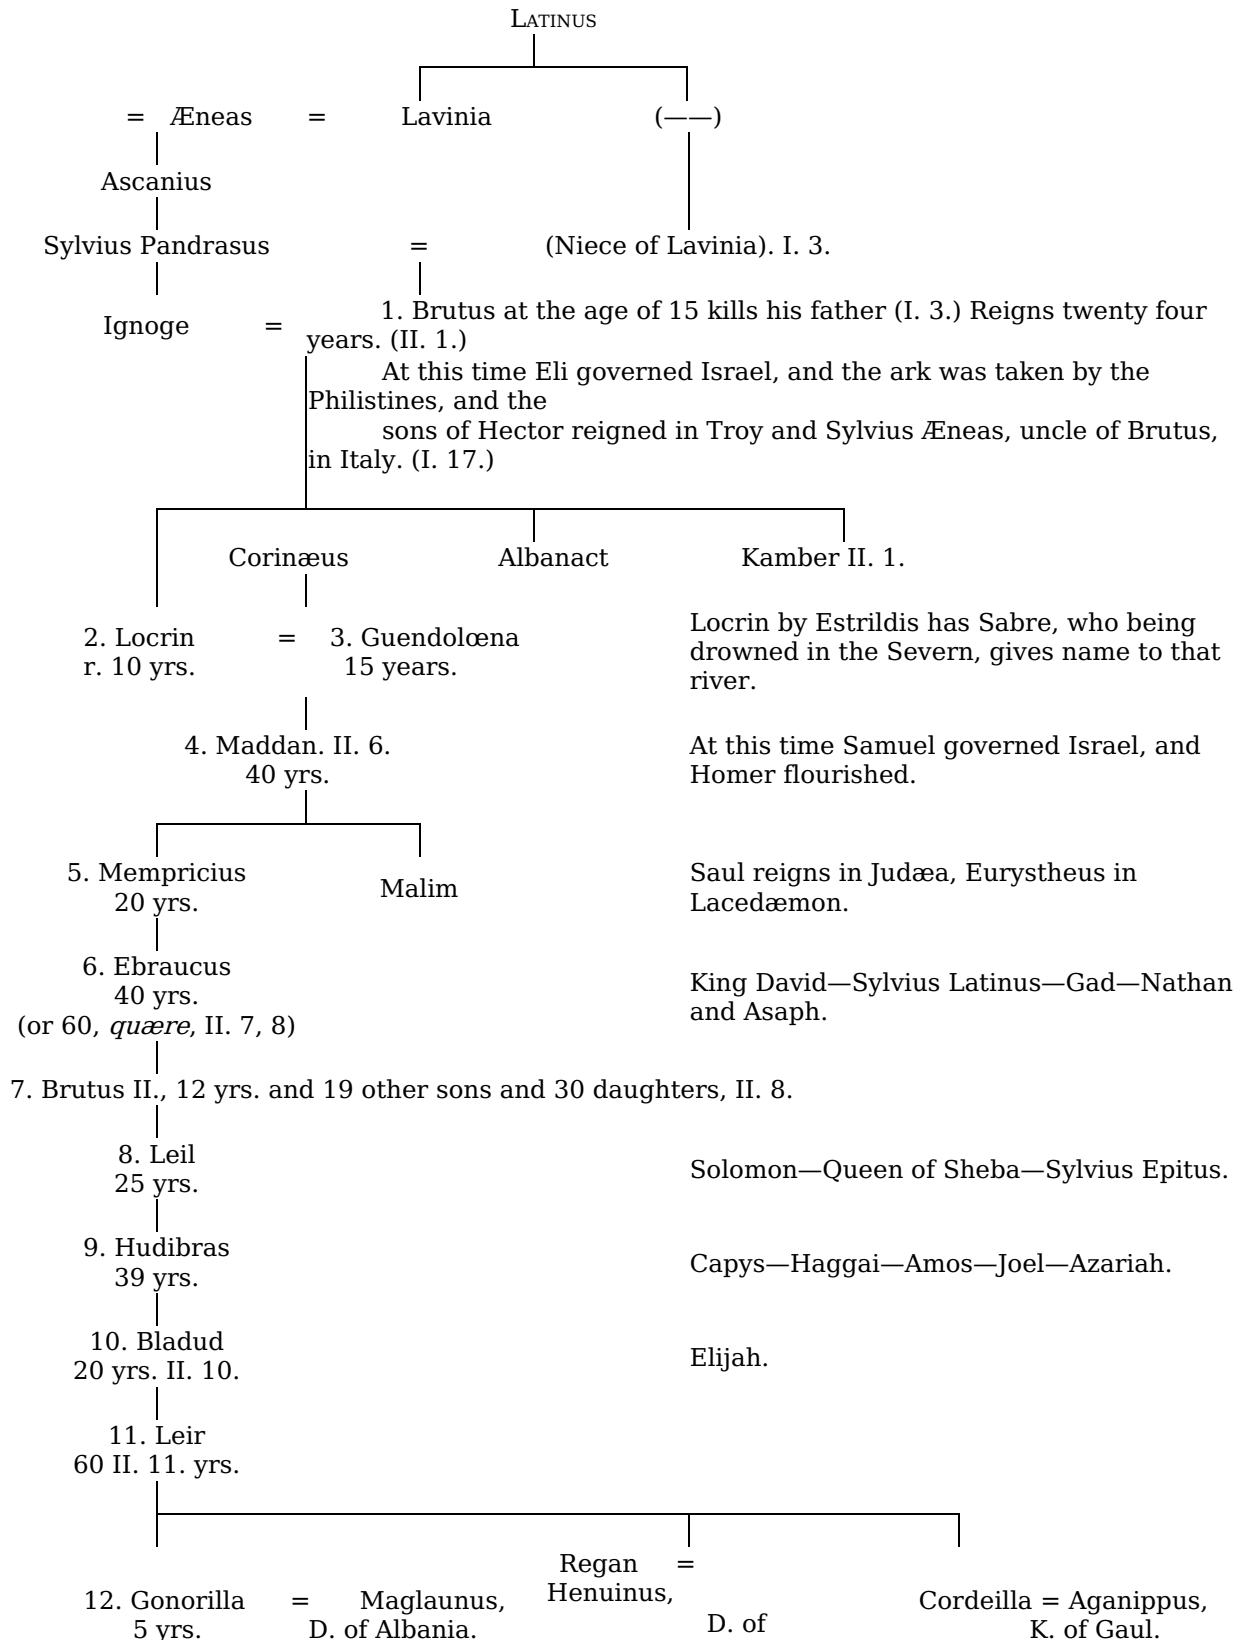 LATINUS
= Æneas = Lavinia (——)
Ascanius
Sylvius Pandrasus = (Niece of Lavinia). I. 3.
Ignoge =
1. Brutus at the age of 15 kills his father (I. 3.) Reigns twenty four
years. (II. 1.)
At this time Eli governed Israel, and the ark was taken by the
Philistines, and the
sons of Hector reigned in Troy and Sylvius Æneas, uncle of Brutus,
in Italy. (I. 17.)
Corinæus Albanact Kamber II. 1.
2. Locrin = 3. Guendolœna
r. 10 yrs. 15 years.
Locrin by Estrildis has Sabre, who being
drowned in the Severn, gives name to that
river.
4. Maddan. II. 6.
40 yrs.
At this time Samuel governed Israel, and
Homer flourished.
5. Mempricius
20 yrs.
Malim
Saul reigns in Judæa, Eurystheus in
Lacedæmon.
6. Ebraucus
40 yrs.
(or 60, quære, II. 7, 8)
King David—Sylvius Latinus—Gad—Nathan
and Asaph.
7. Brutus II., 12 yrs. and 19 other sons and 30 daughters, II. 8.
8. Leil
25 yrs.
Solomon—Queen of Sheba—Sylvius Epitus.
9. Hudibras
39 yrs.
Capys—Haggai—Amos—Joel—Azariah.
10. Bladud
20 yrs. II. 10.
Elijah.
11. Leir
60 II. 11. yrs.
12. Gonorilla = Maglaunus,
5 yrs. D. of Albania.
Regan =
Henuinus,
D. of
Cordeilla = Aganippus,
K. of Gaul.